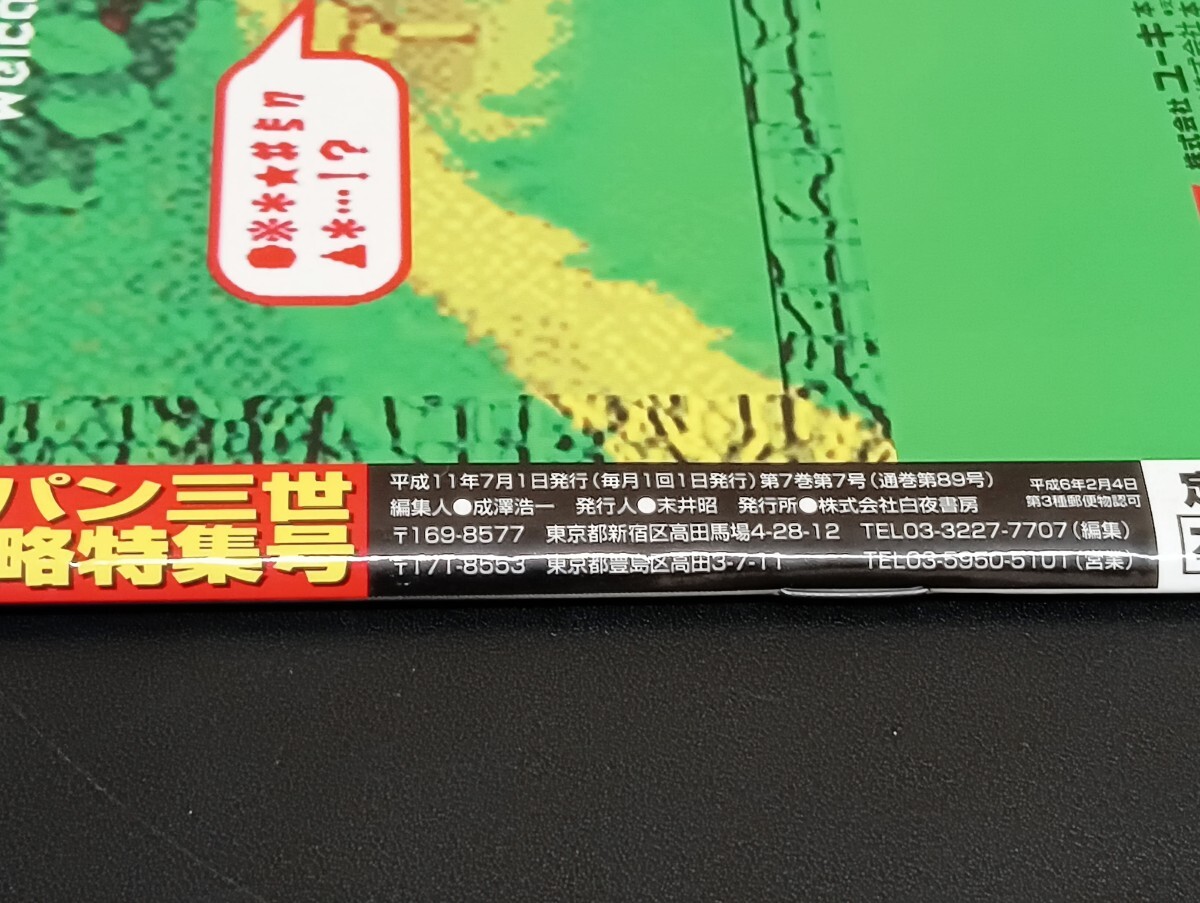 Welc
●※＊★#5ワ
▲＊…!?
株式会社 ユーキ
パン三世
略特集号
平成11年7月1日発行(毎月1回1日発行)第7巻第7号(通巻第89号)
編集人●成澤浩一 発行人●末井昭 発行所●株式会社白夜書房
〒169-8577 東京都新宿区高田馬場4-28-12 TEL03-3227-7707(編集)
〒171-8553 東京都豊島区高田3-7-11 TEL03-5950-5101(営業)
平成6年2月4日
第3種郵便物認可